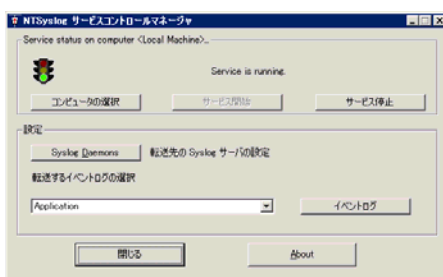 NTSyslog サービスコントロールマネージャ
Service status on computer <Local Machine>...
Service is running.
コンピュータの選択
サービス開始
サービス停止
設定
Syslog Daemons
転送先の Syslog サーバの設定
転送するイベントログの選択
Application
イベントログ
閉じる
About